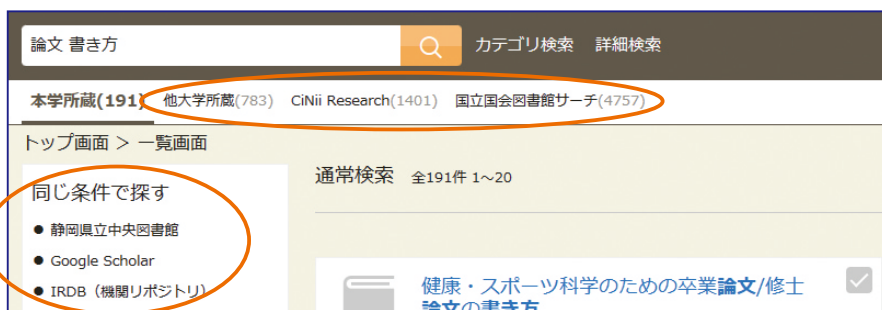 論文 書き方
カテゴリ検索 詳細検索
本学所蔵(191) 他大学所蔵(783) CiNii Research(1401) 国立国会図書館サーチ(4757)
トップ画面 > 一覧画面
同じ条件で探す
● 静岡県立中央図書館
● Google Scholar
● IRDB（機関リポジトリ）
通常検索 全191件 1～20
健康・スポーツ科学のための卒業論文/修士
論文の書き方